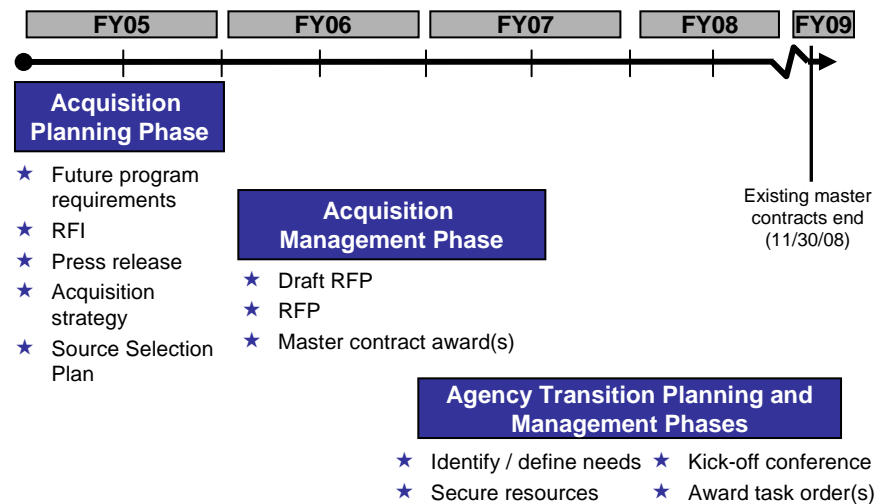 FY05 FY06 FY07 FY08 FY09
Acquisition
Planning Phase
Future program
requirements
RFI
Press release
Acquisition
strategy
Source Selection
Plan
Acquisition
Management Phase
Draft RFP
RFP
Master contract award(s)
Existing master
contracts end
(11/30/08)
Agency Transition Planning and
Management Phases
Identify / define needs
Secure resources
Kick-off conference
Award task order(s)